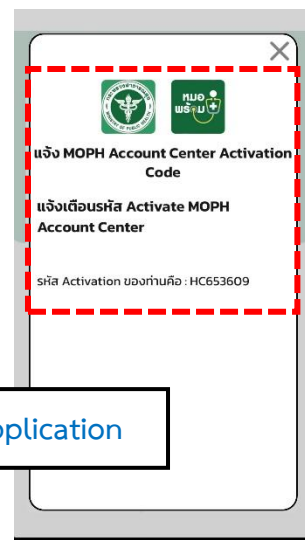 หมอ
พร้อม
แจ้ง MOPH Account Center Activation
Code
แจ้งเตือนรหัส Activate MOPH
Account Center
รหัส Activation ของท่านคือ : HC653609
plication